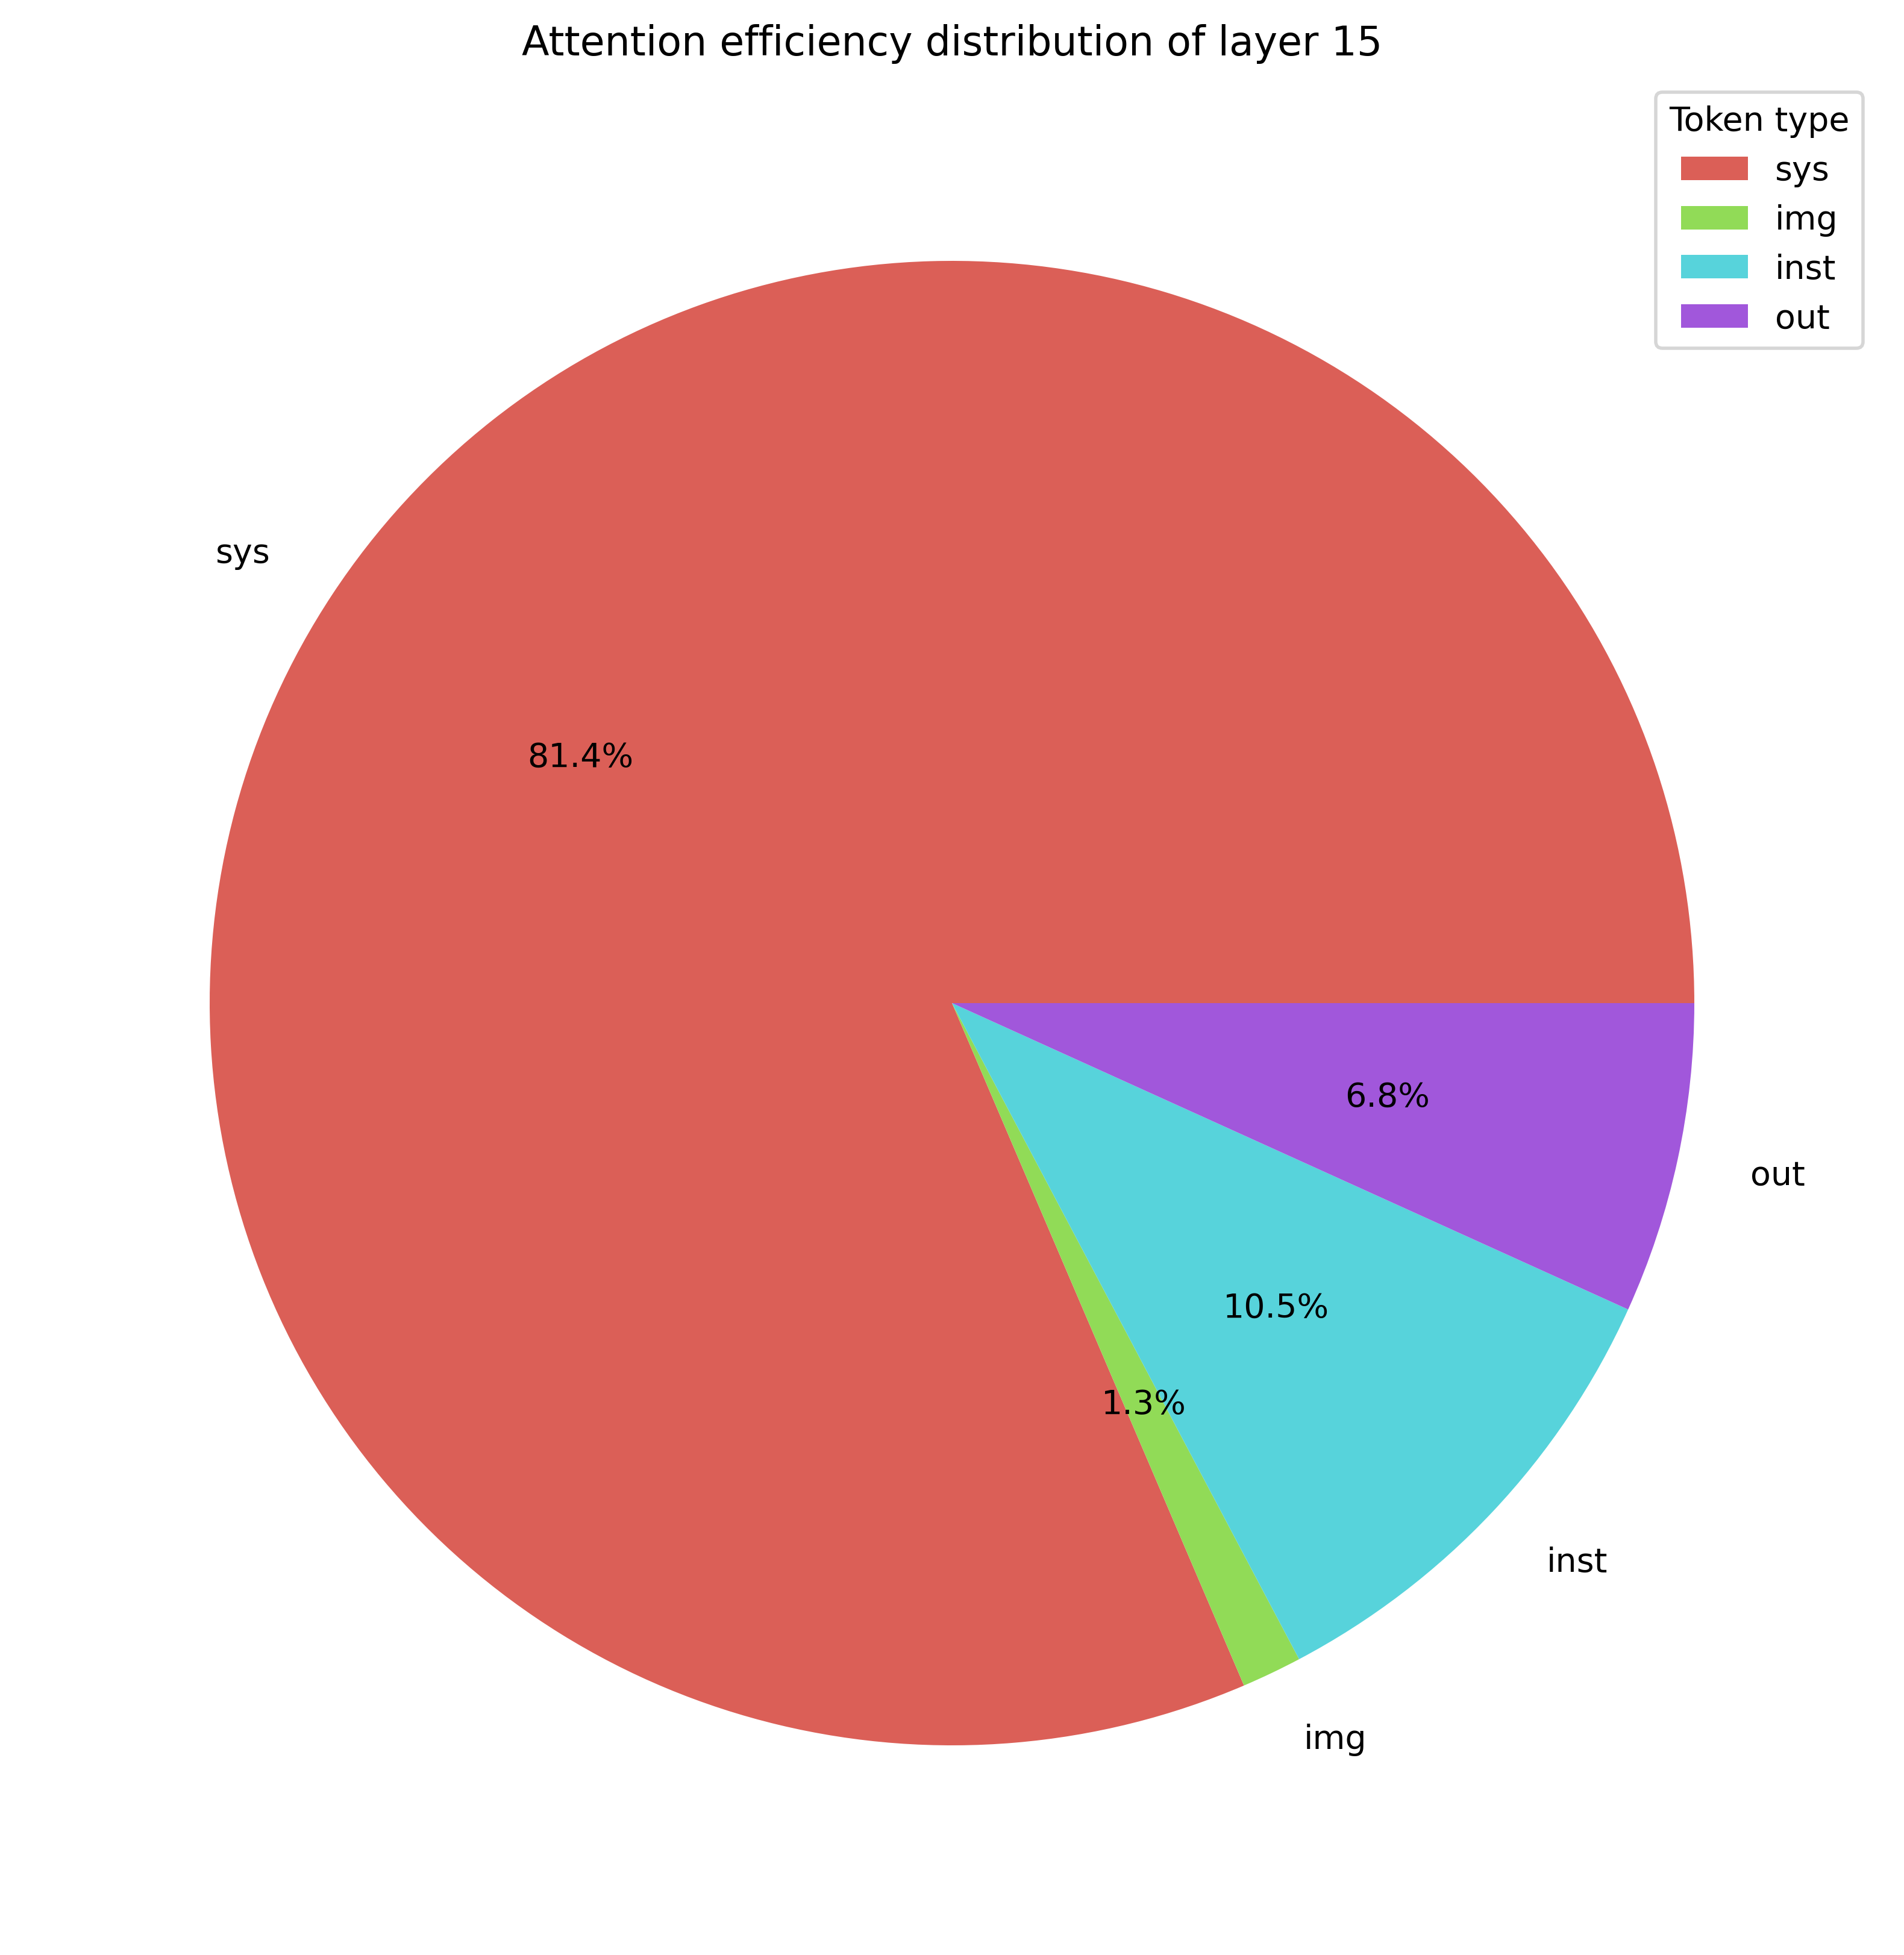 Attention efficiency distribution of layer 15
Token type
sys
img
inst
out
sys
81.4%
6.8%
out
10.5%
1.3%
inst
img